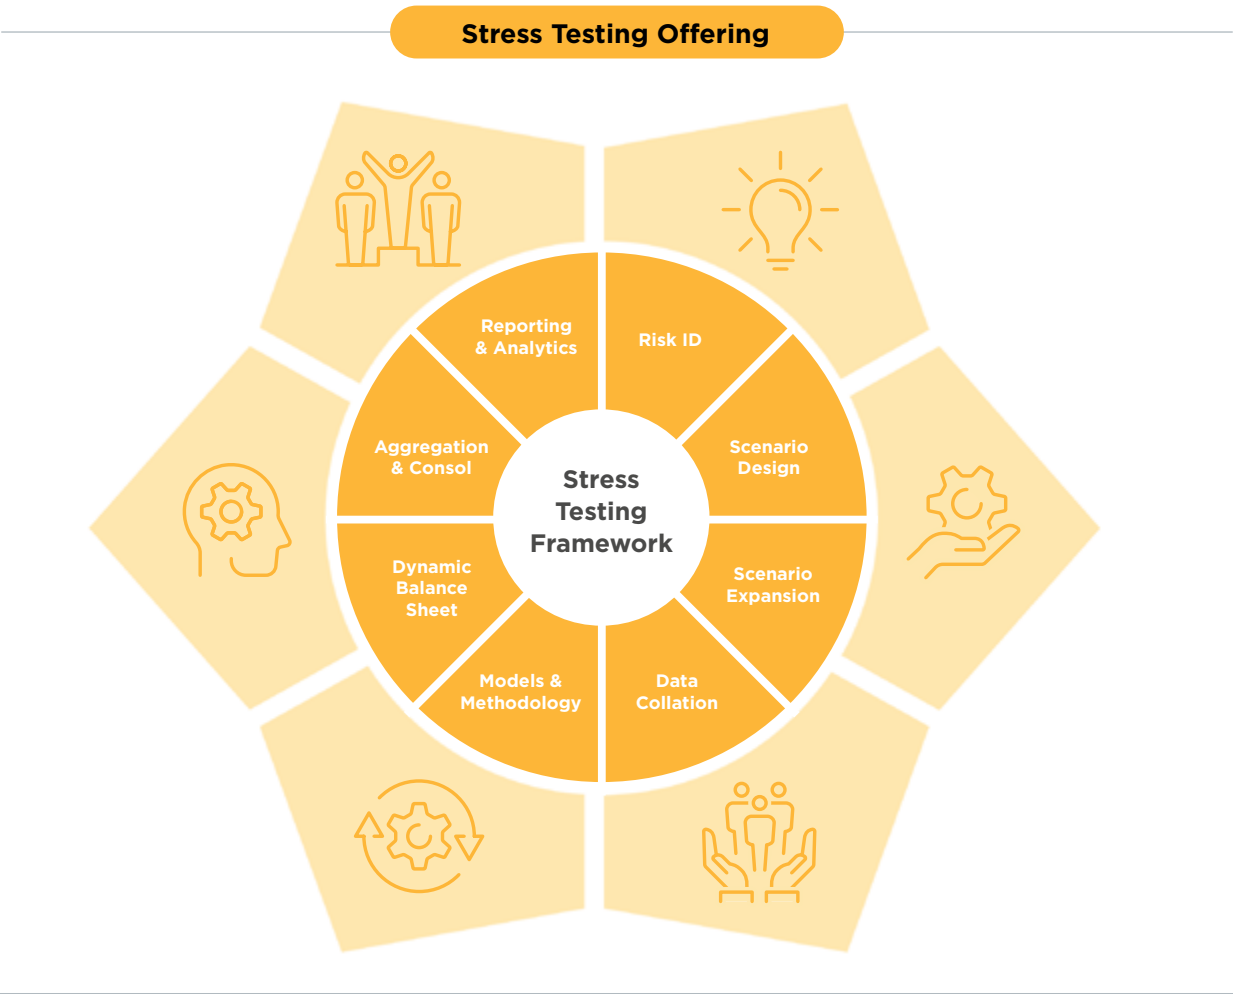 Stress Testing Offering
Reporting
& Analytics
Risk ID
Aggregation
& Consol
Scenario
Design
Stress
Testing
Framework
Dynamic
Balance
Sheet
Scenario
Expansion
Models &
Methodology
Data
Collation